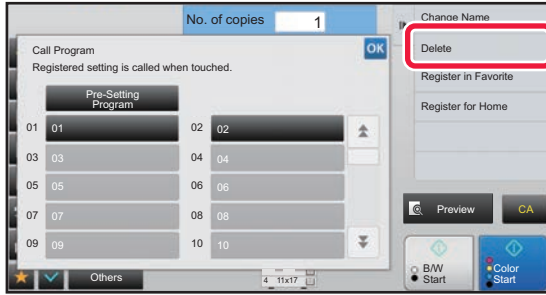 No. of copies 1
Change Name
Call Program OK
Delete
Registered setting is called when touched.
Register in Favorite
Pre-Setting
Program
Register for Home
01 01 02 02
03 03 04 04
05 05 06 06
07 07 08 08
Preview CA
09 09 10 10
B/W
Start
Color
Start
Others
4 11x17